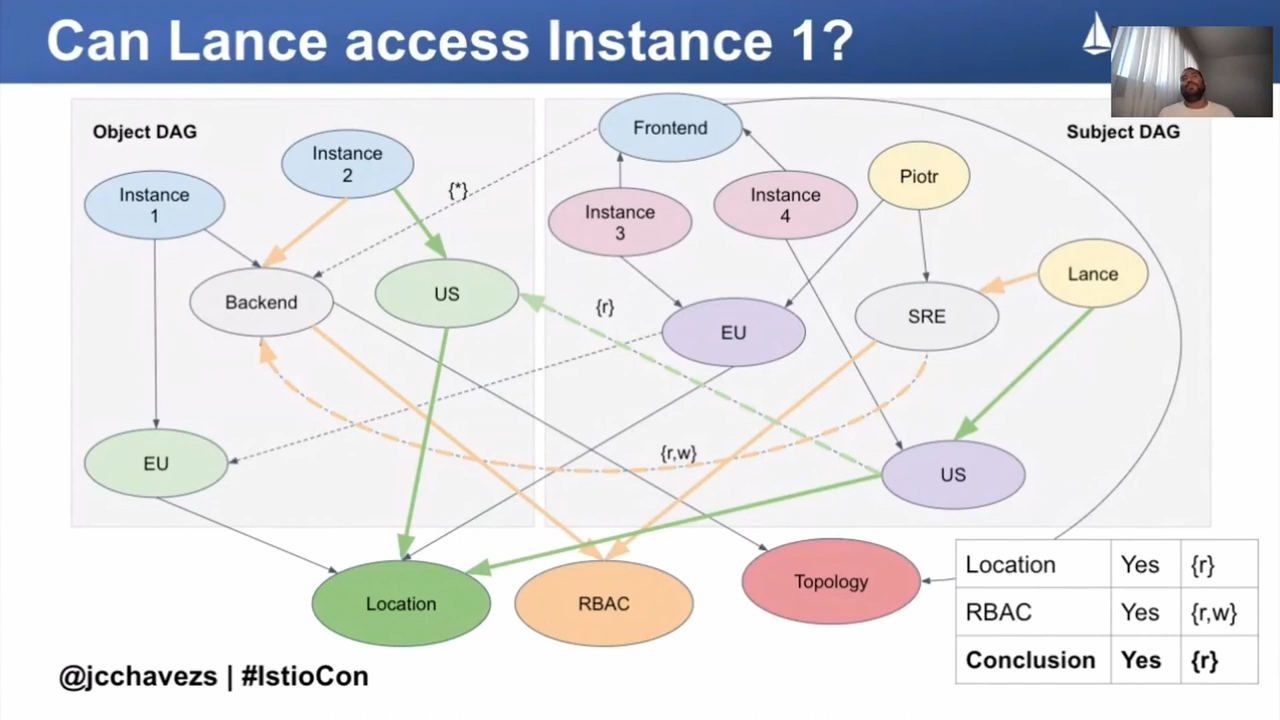 Can Lance access Instance 1?
Object DAG
Subject DAG
Frontend
Instance
2
Instance
1
{*}
Instance
3
Instance
4
Piotr
Lance
Backend
US
{r}
EU
SRE
EU
{r,w}
US
Location
RBAC
Topology
Location Yes {r}
RBAC Yes {r,w}
Conclusion Yes {r}
@jcchavezs | #IstioCon